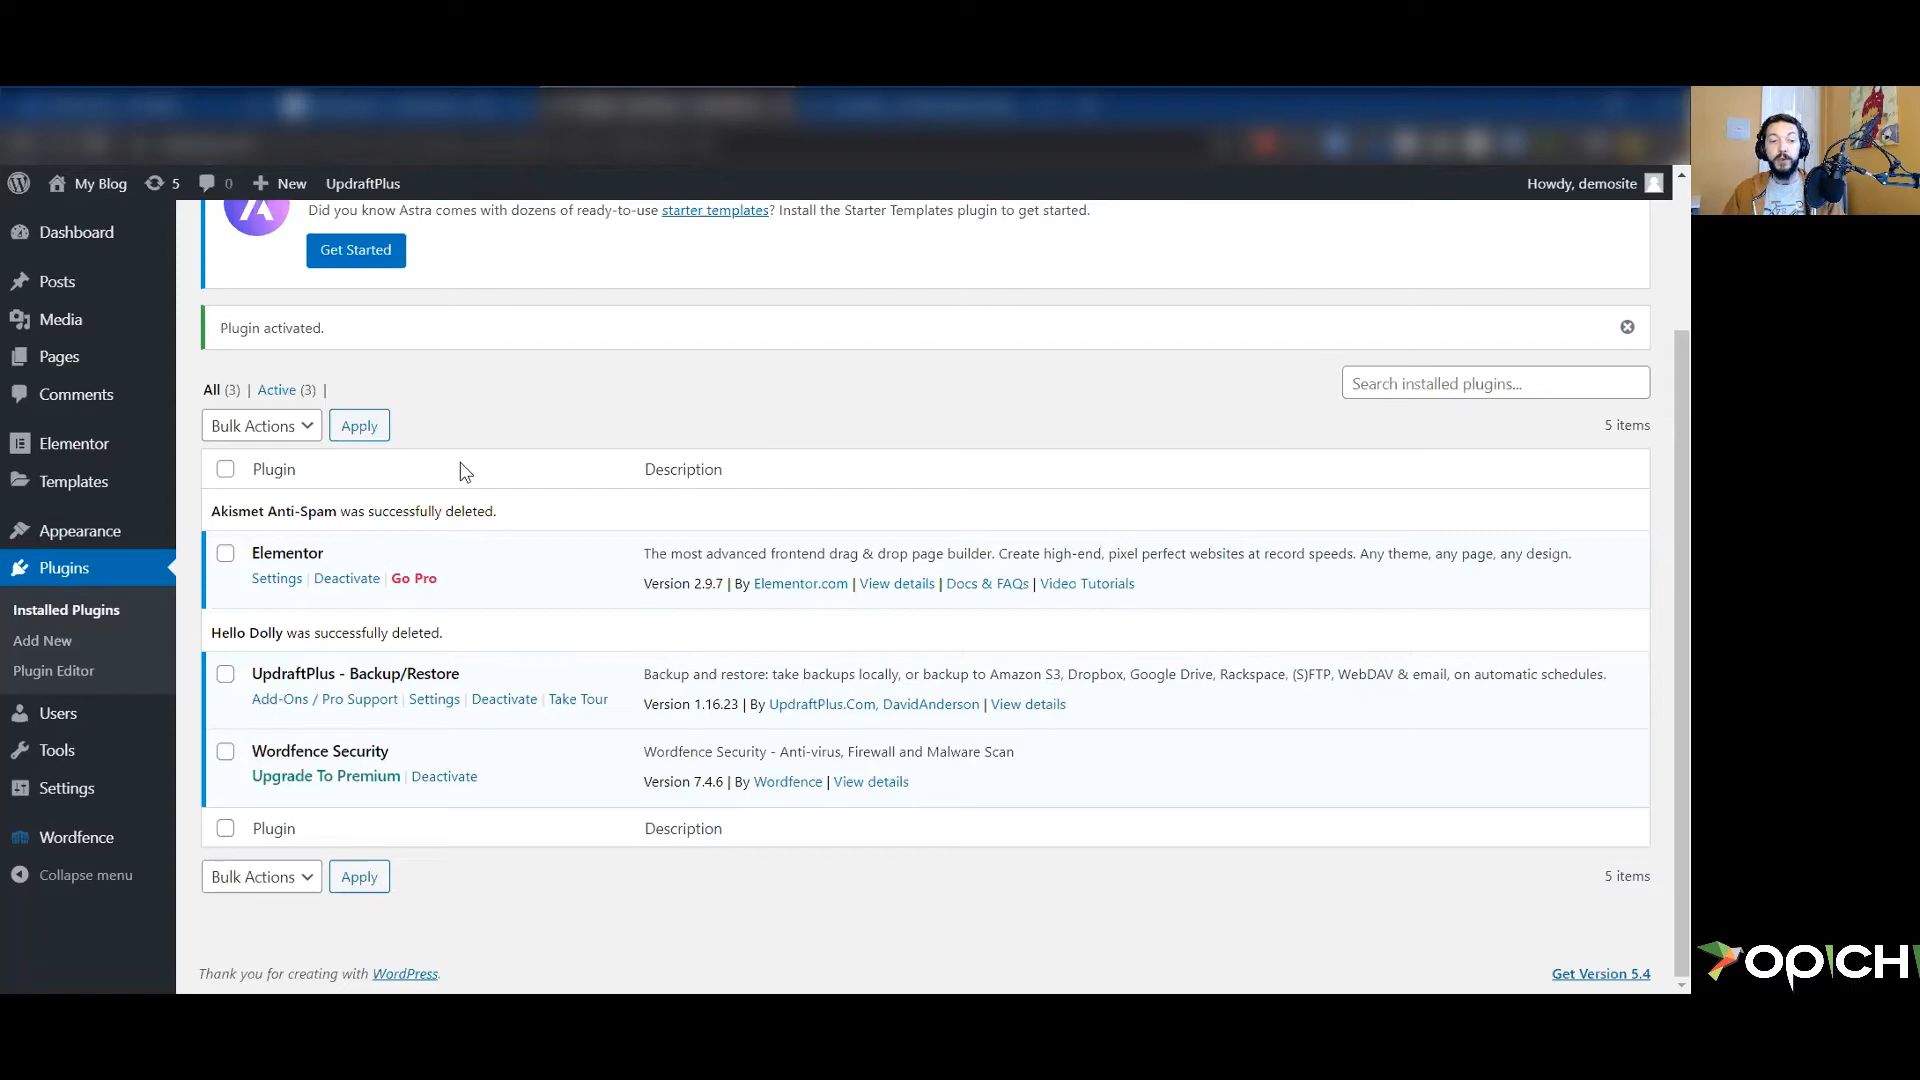 My Blog 5 0 New UpdraftPlus Howdy, demosite
Dashboard
Posts
Media
Pages
Comments
Elementor
Templates
Appearance
Plugins
Installed Plugins
Add New
Plugin Editor
Users
Tools
Settings
Wordfence
Collapse menu
Did you know Astra comes with dozens of ready-to-use starter templates? Install the Starter Templates plugin to get started.
Get Started
Plugin activated.
All (3) | Active (3) |
Search installed plugins...
Bulk Actions Apply 5 items
Plugin Description
Akismet Anti-Spam was successfully deleted.
Elementor The most advanced frontend drag & drop page builder. Create high-end, pixel perfect websites at record speeds. Any theme, any page, any design.
Settings | Deactivate | Go Pro Version 2.9.7 | By Elementor.com | View details | Docs & FAQs | Video Tutorials
Hello Dolly was successfully deleted.
UpdraftPlus - Backup/Restore Backup and restore: take backups locally, or backup to Amazon S3, Dropbox, Google Drive, Rackspace, (S)FTP, WebDAV & email, on automatic schedules.
Add-Ons / Pro Support | Settings | Deactivate | Take Tour Version 1.16.23 | By UpdraftPlus.Com, DavidAnderson | View details
Wordfence Security Wordfence Security - Anti-virus, Firewall and Malware Scan
Upgrade To Premium | Deactivate Version 7.4.6 | By Wordfence | View details
Plugin Description
Bulk Actions Apply 5 items
Thank you for creating with WordPress. Get Version 5.4